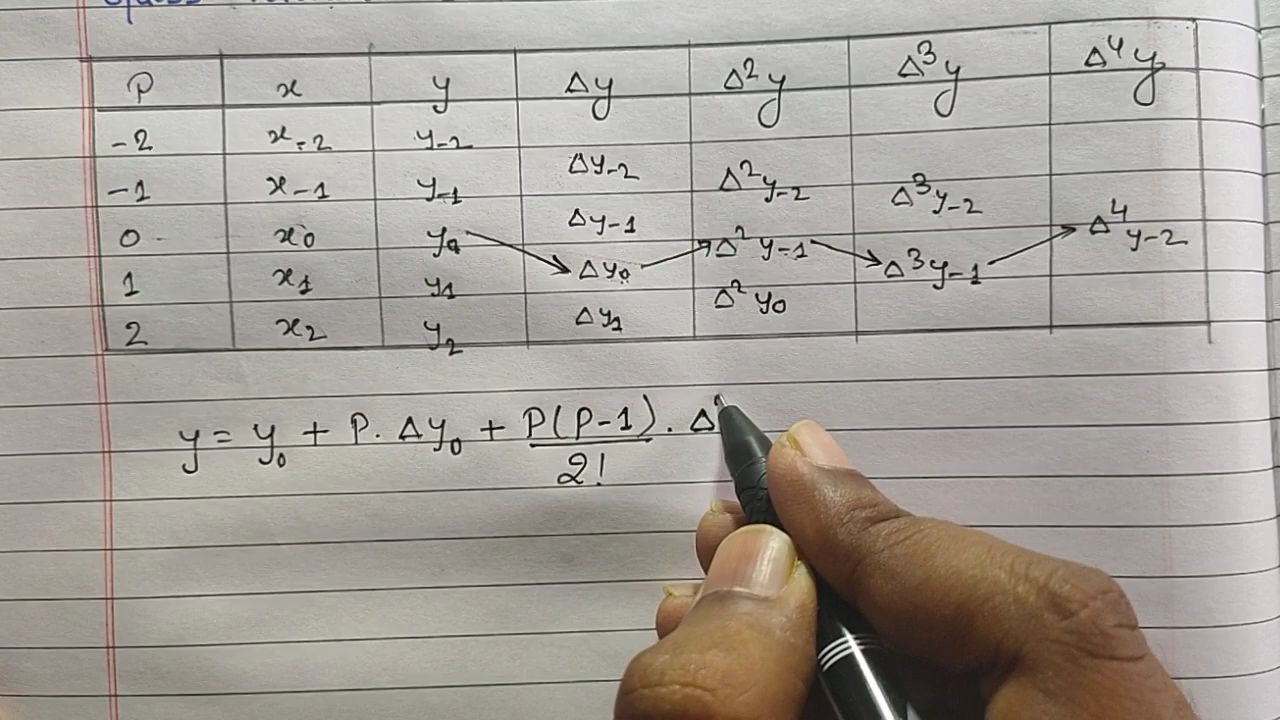 P x y Δy Δ²y Δ³y Δ⁴y
-2 x₋₂ y₋₂
Δy₋₂
-1 x₋₁ y₋₁ Δ²y₋₂
Δy₋₁ Δ³y₋₂
0 x₀ y₀ Δ²y₋₁ Δ⁴y₋₂
Δy₀ Δ³y₋₁
1 x₁ y₁ Δ²y₀
Δy₁
2 x₂ y₂
y = y₀ + P. Δy₀ + P(P-1)/2! . Δ